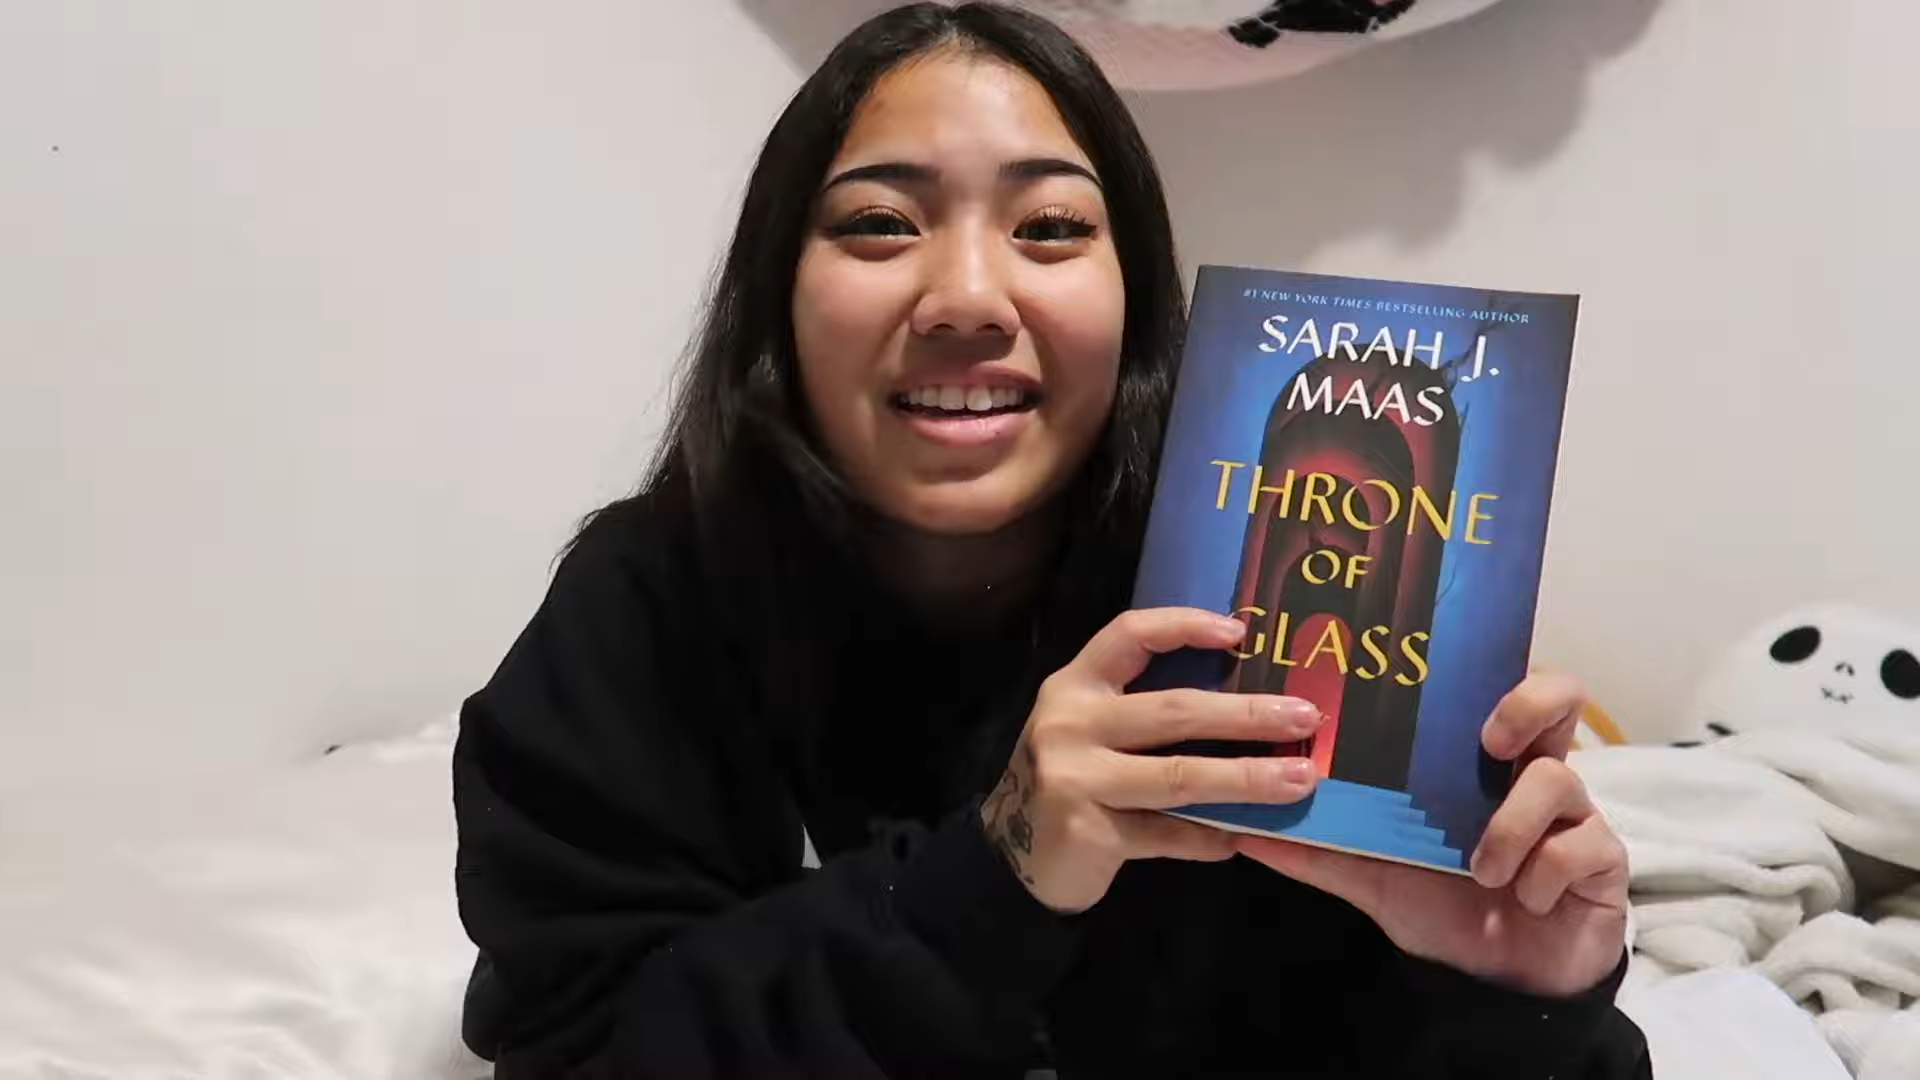 #1 NEW YORK TIMES BESTSELLING AUTHOR
SARAH J.
MAAS
THRONE
OF
GLASS